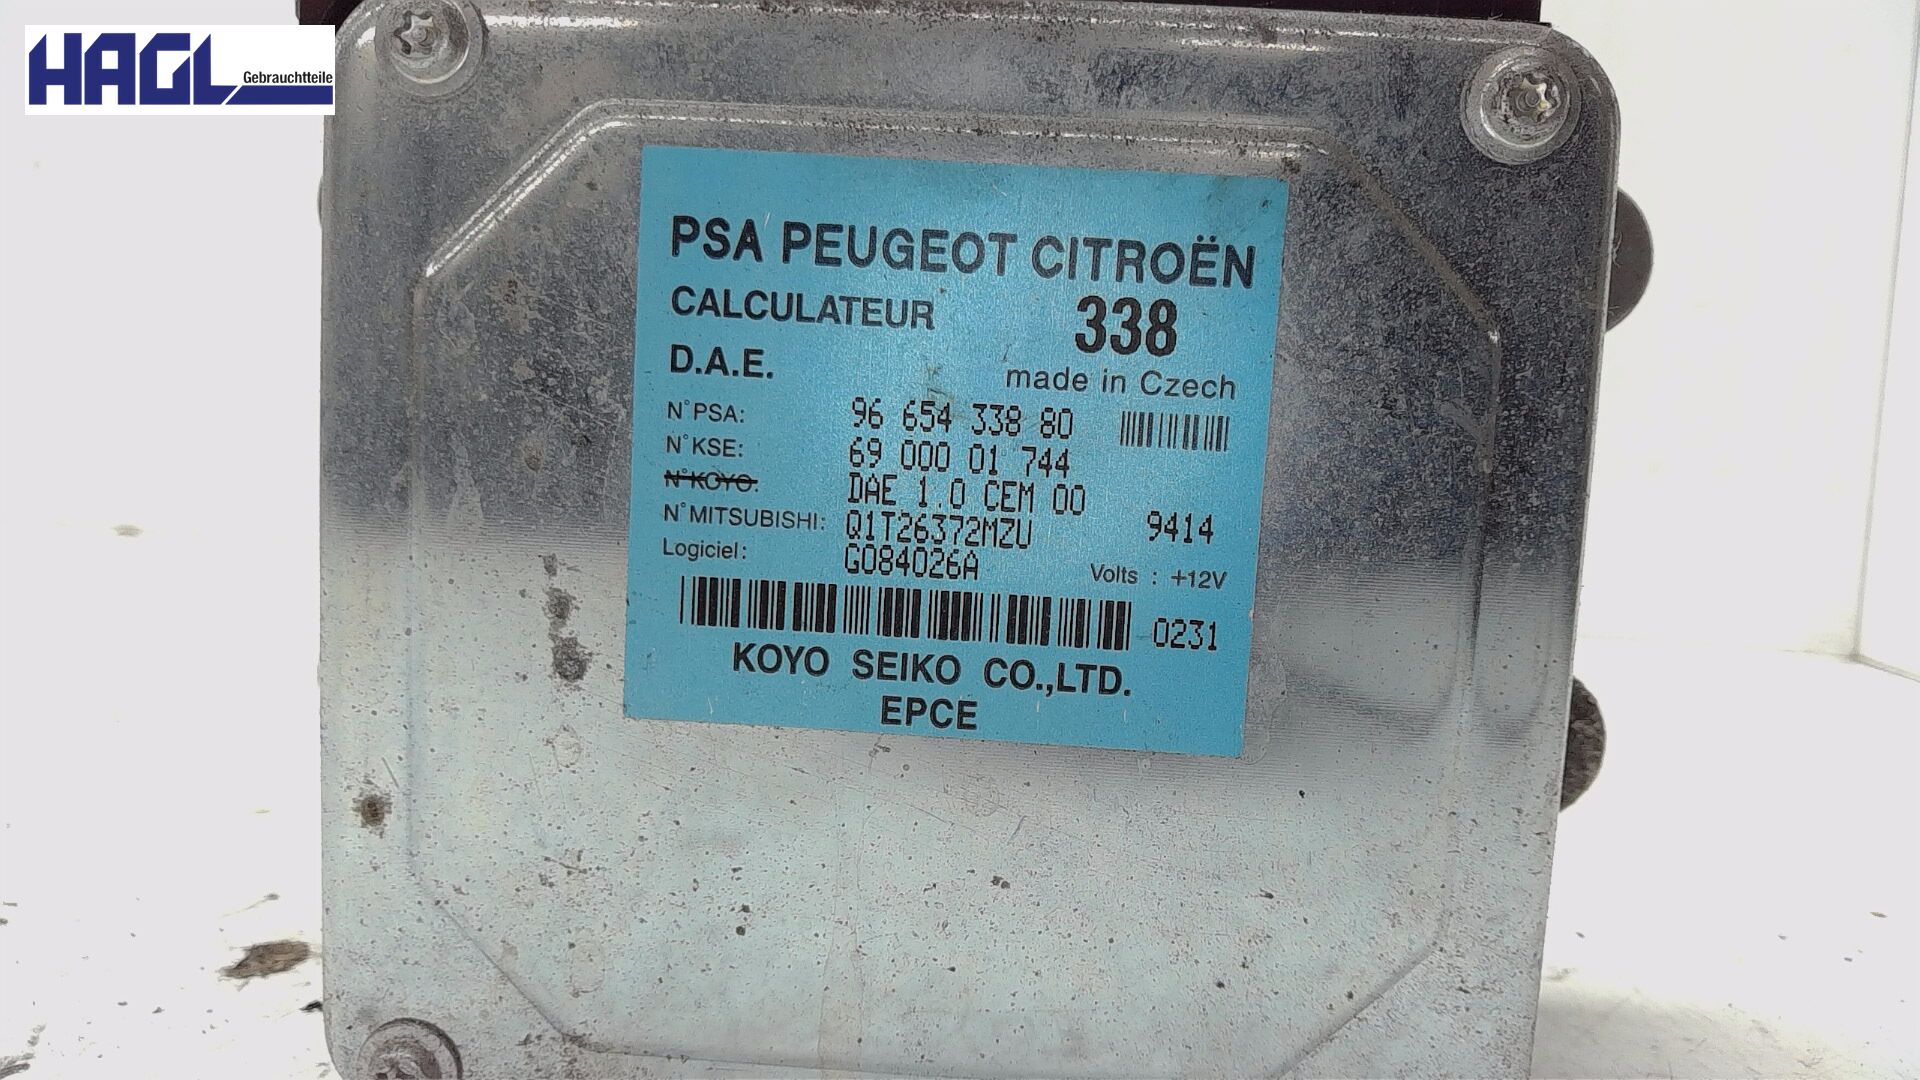 HAGL
Gebrauchtteile
PSA PEUGEOT CITROËN
CALCULATEUR 338
D.A.E. made in Czech
N°PSA: 96 654 338 80
N°KSE: 69 000 01 744
N°KOYO: DAE 1.0 CEM 00
N°MITSUBISHI: Q1T26372MZU 9414
Logiciel: G084026A Volts : +12V
0231
KOYO SEIKO CO.,LTD.
EPCE